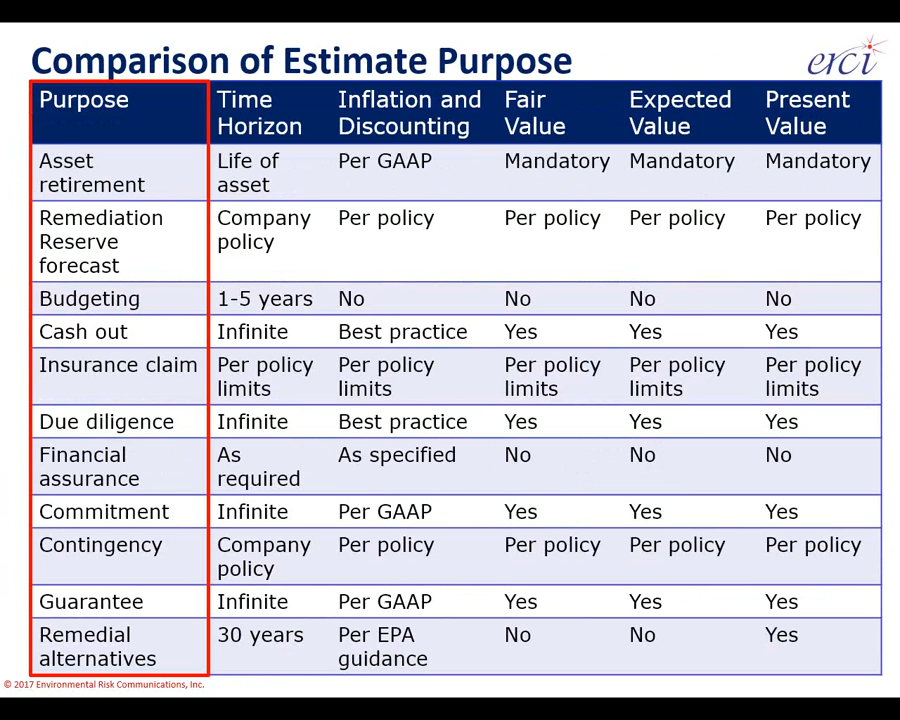 Comparison of Estimate Purpose
erci
Purpose Time Horizon Inflation and Discounting Fair Value Expected Value Present Value
Asset retirement Life of asset Per GAAP Mandatory Mandatory Mandatory
Remediation Reserve forecast Company policy Per policy Per policy Per policy Per policy
Budgeting 1-5 years No No No No
Cash out Infinite Best practice Yes Yes Yes
Insurance claim Per policy limits Per policy limits Per policy limits Per policy limits Per policy limits
Due diligence Infinite Best practice Yes Yes Yes
Financial assurance As required As specified No No No
Commitment Infinite Per GAAP Yes Yes Yes
Contingency Company policy Per policy Per policy Per policy Per policy
Guarantee Infinite Per GAAP Yes Yes Yes
Remedial alternatives 30 years Per EPA guidance No No Yes
© 2017 Environmental Risk Communications, Inc.